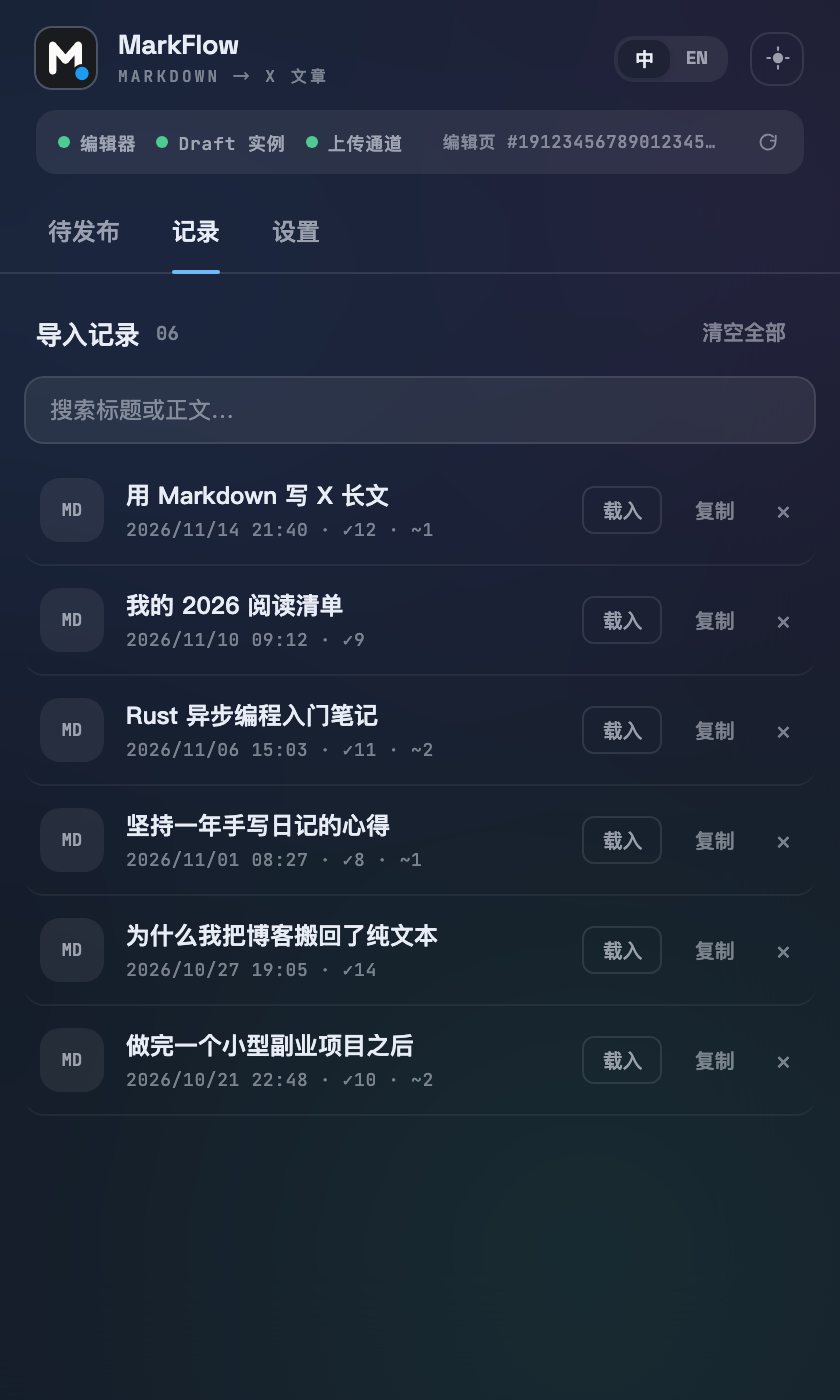 MarkFlow
MARKDOWN → X 文章
中 EN
编辑器 Draft 实例 上传通道 编辑页 #19123456789012345…
待发布 记录 设置
导入记录 06 清空全部
搜索标题或正文…
MD 用 Markdown 写 X 长文 载入 复制 ×
2026/11/14 21:40 · ✓12 · ~1
MD 我的 2026 阅读清单 载入 复制 ×
2026/11/10 09:12 · ✓9
MD Rust 异步编程入门笔记 载入 复制 ×
2026/11/06 15:03 · ✓11 · ~2
MD 坚持一年手写日记的心得 载入 复制 ×
2026/11/01 08:27 · ✓8 · ~1
MD 为什么我把博客搬回了纯文本 载入 复制 ×
2026/10/27 19:05 · ✓14
MD 做完一个小型副业项目之后 载入 复制 ×
2026/10/21 22:48 · ✓10 · ~2